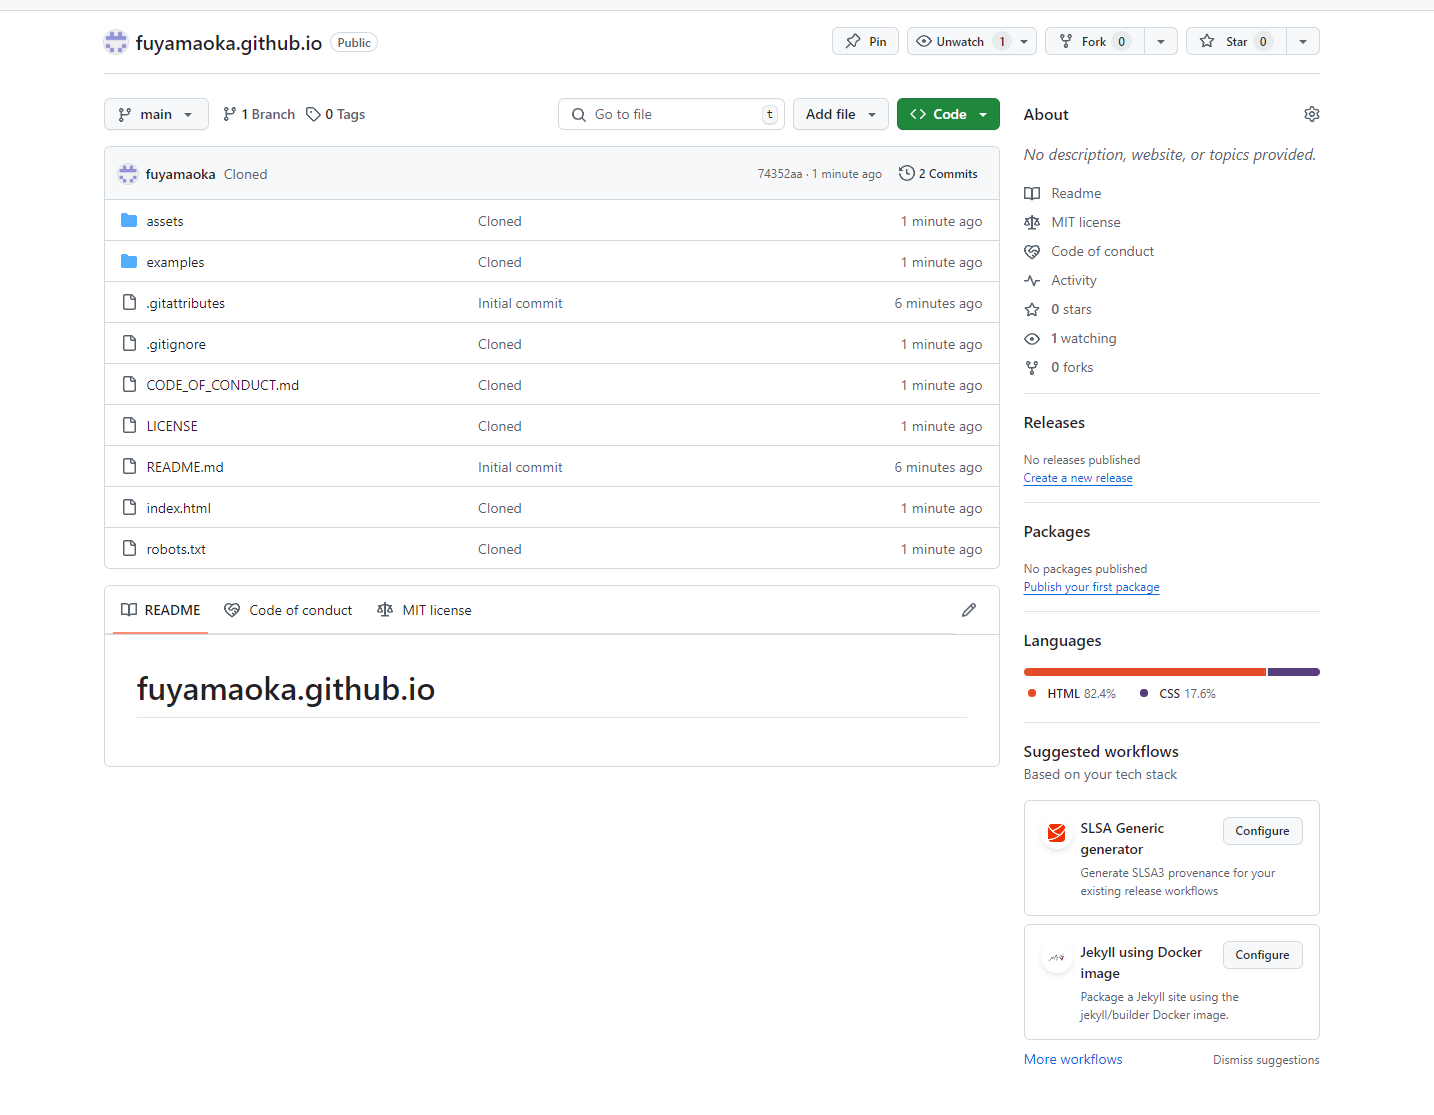 fuyamaoka.github.io Public
Pin
Unwatch 1
Fork 0
Star 0
main
1 Branch
0 Tags
Go to file t
Add file
Code
fuyamaoka Cloned 74352aa · 1 minute ago 2 Commits
assets Cloned 1 minute ago
examples Cloned 1 minute ago
.gitattributes Initial commit 6 minutes ago
.gitignore Cloned 1 minute ago
CODE_OF_CONDUCT.md Cloned 1 minute ago
LICENSE Cloned 1 minute ago
README.md Initial commit 6 minutes ago
index.html Cloned 1 minute ago
robots.txt Cloned 1 minute ago
README Code of conduct MIT license
fuyamaoka.github.io
About
No description, website, or topics provided.
Readme
MIT license
Code of conduct
Activity
0 stars
1 watching
0 forks
Releases
No releases published
Create a new release
Packages
No packages published
Publish your first package
Languages
HTML 82.4% CSS 17.6%
Suggested workflows
Based on your tech stack
SLSA Generic
generator
Configure
Generate SLSA3 provenance for your
existing release workflows
Jekyll using Docker
image
Configure
Package a Jekyll site using the
jekyll/builder Docker image.
More workflows Dismiss suggestions